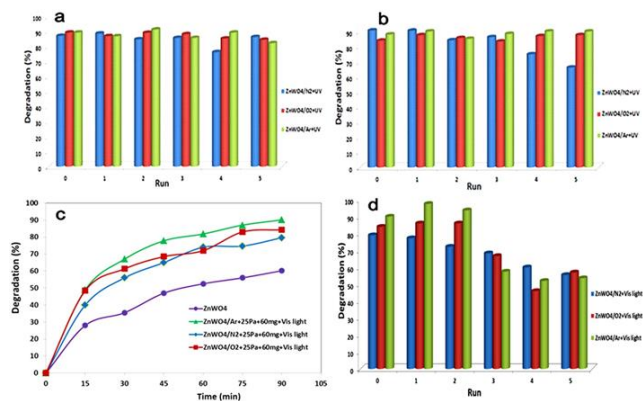 a
Degradation (%)
100
90
80
70
60
50
40
30
20
10
0
0 1 2 3 4 5
Run
ZnWO4/N2+UV
ZnWO4/O2+UV
ZnWO4/Ar+UV
b
Degradation (%)
100
90
80
70
60
50
40
30
20
10
0
0 1 2 3 4 5
Run
ZnWO4/N2+UV
ZnWO4/O2+UV
ZnWO4/Ar+UV
c
Degradation (%)
100
90
80
70
60
50
40
30
20
10
0
0 15 30 45 60 75 90 105
Time (min)
ZnWO4
ZnWO4/Ar+25Pa+60mg+Vis light
ZnWO4/N2+25Pa+60mg+Vis light
ZnWO4/O2+25Pa+60mg+Vis light
d
Degradation (%)
100
90
80
70
60
50
40
30
20
10
0
0 1 2 3 4 5
Run
ZnWO4/N2+Vis light
ZnWO4/O2+Vis light
ZnWO4/Ar+Vis light